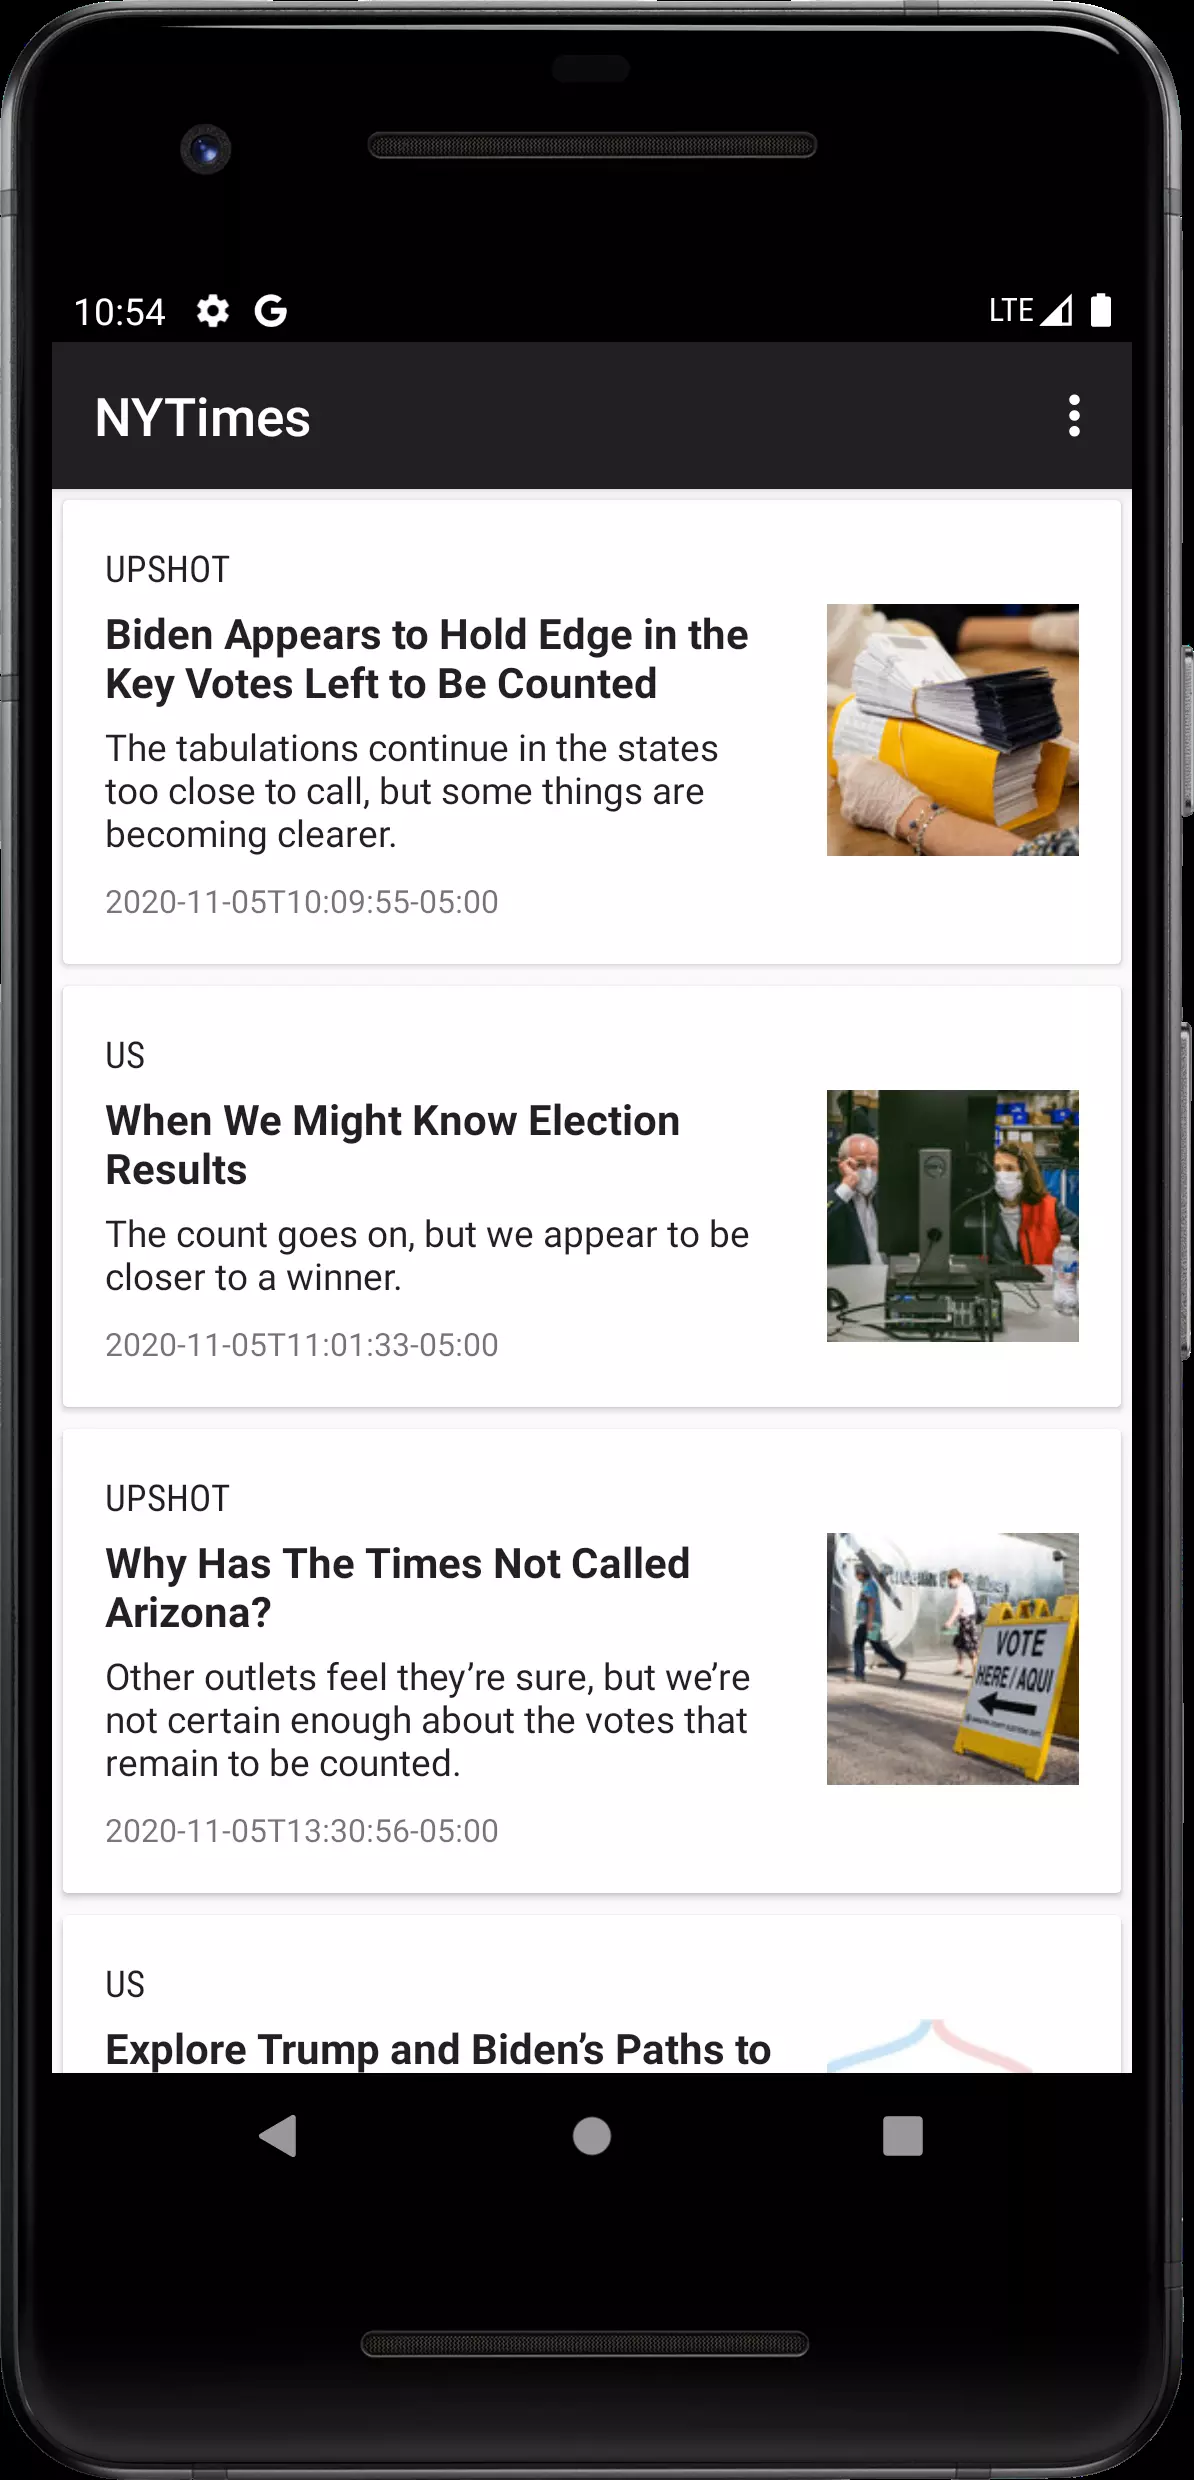 10:54
LTE
NYTimes
UPSHOT
Biden Appears to Hold Edge in the
Key Votes Left to Be Counted
The tabulations continue in the states
too close to call, but some things are
becoming clearer.
2020-11-05T10:09:55-05:00
US
When We Might Know Election
Results
The count goes on, but we appear to be
closer to a winner.
2020-11-05T11:01:33-05:00
UPSHOT
Why Has The Times Not Called
Arizona?
Other outlets feel they’re sure, but we’re
not certain enough about the votes that
remain to be counted.
2020-11-05T13:30:56-05:00
VOTE
HERE/AQUI
US
Explore Trump and Biden’s Paths to